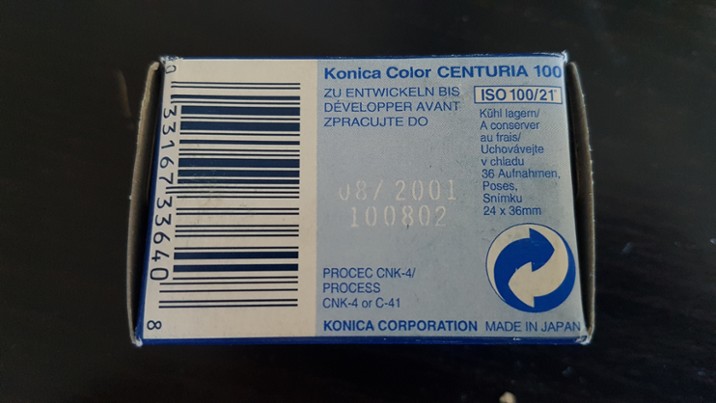 Konica Color CENTURIA 100
ZU ENTWICKELN BIS
DÉVELOPPER AVANT
ZPRACUJTE DO
ISO 100/21°
Kühl lagern/
A conserver
au frais/
Uchovávejte
v chladu
36 Aufnahmen,
Poses,
Snímku
24 x 36mm
08/2001
100802
PROCEC CNK-4/
PROCESS
CNK-4 or C-41
KONICA CORPORATION MADE IN JAPAN
33167 33640
8